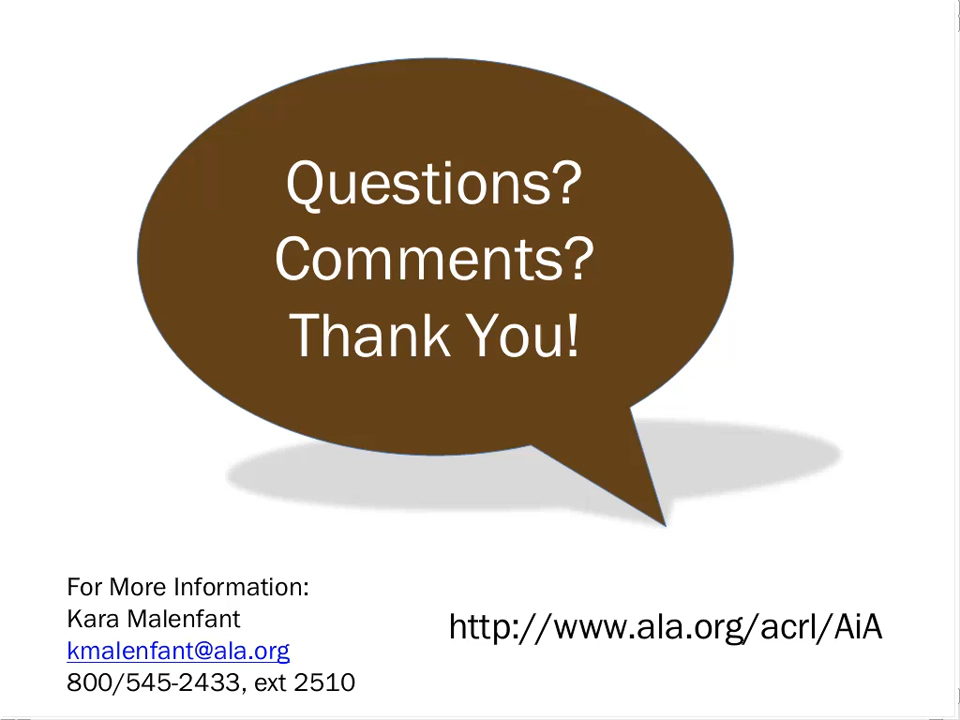 Questions?
Comments?
Thank You!
For More Information:
Kara Malenfant
kmalenfant@ala.org
800/545-2433, ext 2510
http://www.ala.org/acrl/AiA